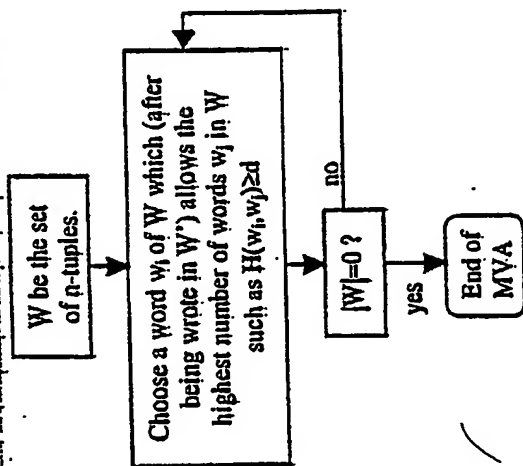 W be the set
of n-tuples.
Choose a word wᵢ of W which (after
being wrote in W') allows the
highest number of words wⱼ in W
such as H(wᵢ,wⱼ)≥d
no
|W|=0 ?
yes
End of
MVA